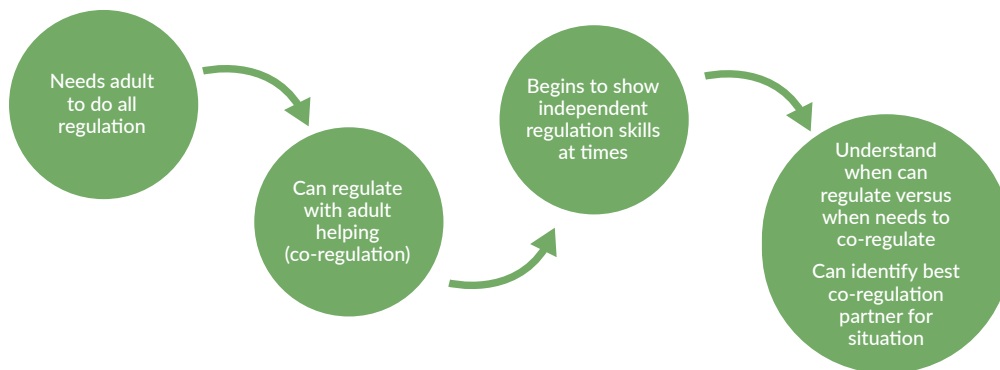 Needs adult
to do all
regulation
Can regulate
with adult
helping
(co-regulation)
Begins to show
independent
regulation skills
at times
Understand
when can
regulate versus
when needs to
co-regulate
Can identify best
co-regulation
partner for
situation